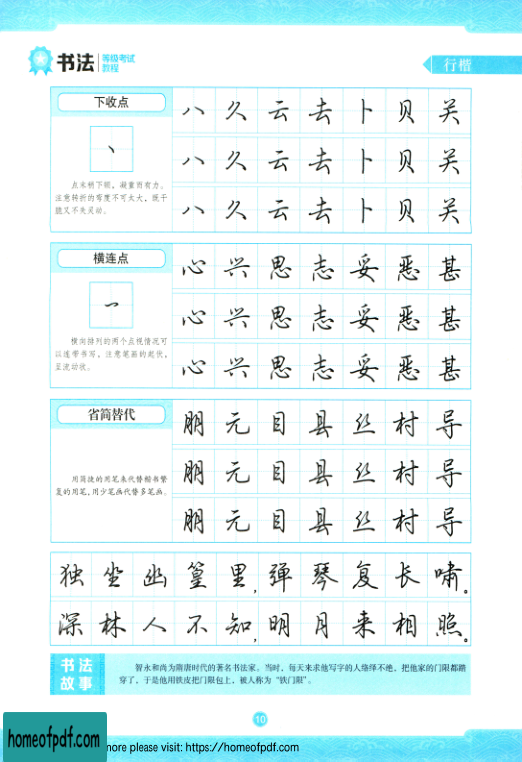 书法 等级考试
教程
行楷
下收点
八久云去卜贝关
丶
八久云去卜贝关
点末稍下顿，凝重而有力。
注意转折的弯度不可太大，既干
脆又不失灵动。
八久云去卜贝关
横连点
心兴思志妥恶甚
心兴思志妥恶甚
横向排列的两个点视情况可
以连带书写，注意笔画的起伏，
呈流动状。
心兴思志妥恶甚
省简替代
朋元目县丝村导
用简捷的用笔来代替楷书繁
复的用笔，用少笔画代替多笔画。
朋元目县丝村导
朋元目县丝村导
独坐幽篁里，弹琴复长啸。
深林人不知，明月来相照。
书法
故事
智永和尚为隋唐时代的著名书法家。当时，每天来求他写字的人络绎不绝，把他家的门限都踏
穿了，于是他用铁皮把门限包上，被人称为“铁门限”。
10
homeofpdf.com
more please visit: https://homeofpdf.com